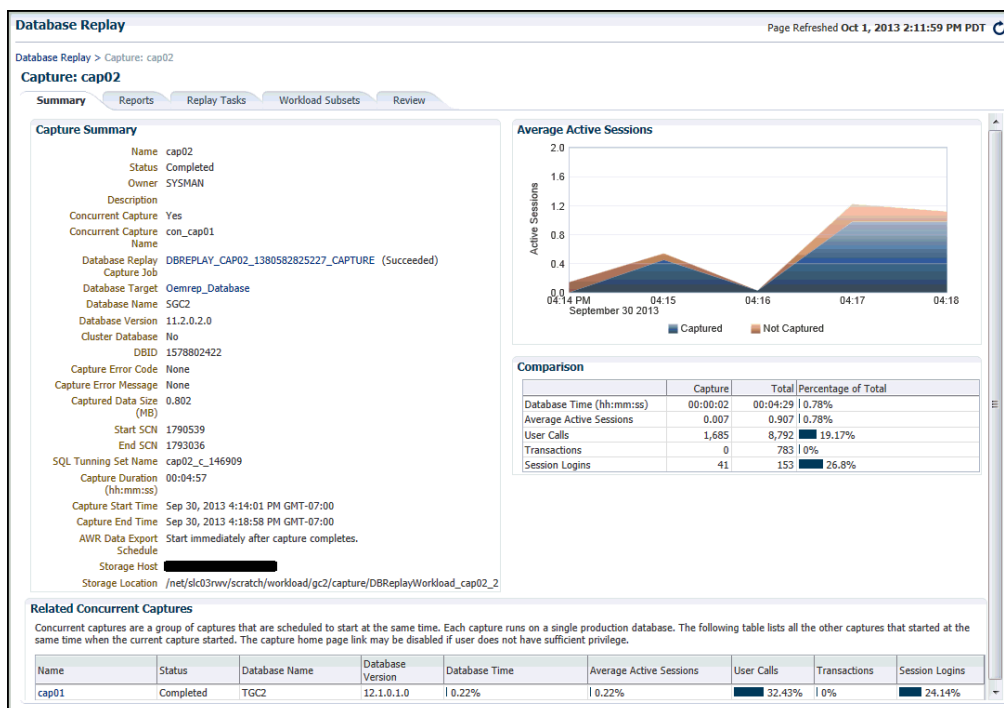 Database Replay
Page Refreshed Oct 1, 2013 2:11:59 PM PDT
Database Replay > Capture: cap02
Capture: cap02
Summary Reports Replay Tasks Workload Subsets Review
Capture Summary
Name cap02
Status Completed
Owner SYSMAN
Description
Concurrent Capture Yes
Concurrent Capture con_cap01
Name
Database Replay DBREPLAY_CAP02_1380582825227_CAPTURE (Succeeded)
Capture Job
Database Target Oemrep_Database
Database Name SGC2
Database Version 11.2.0.2.0
Cluster Database No
DBID 1578802422
Capture Error Code None
Capture Error Message None
Captured Data Size 0.802
(MB)
Start SCN 1790539
End SCN 1793036
SQL Tunning Set Name cap02_c_146909
Capture Duration 00:04:57
(hh:mm:ss)
Capture Start Time Sep 30, 2013 4:14:01 PM GMT-07:00
Capture End Time Sep 30, 2013 4:18:58 PM GMT-07:00
AWR Data Export Start immediately after capture completes.
Schedule
Storage Host
Storage Location /net/slc03rwv/scratch/workload/gc2/capture/DBReplayWorkload_cap02_2
Average Active Sessions
Active Sessions
2.0
1.6
1.2
0.8
0.4
0.0
04:14 PM 04:15 04:16 04:17 04:18
September 30 2013
Captured Not Captured
Comparison
Capture Total Percentage of Total
Database Time (hh:mm:ss) 00:00:02 00:04:29 0.78%
Average Active Sessions 0.007 0.907 0.78%
User Calls 1,685 8,792 19.17%
Transactions 0 783 0%
Session Logins 41 153 26.8%
Related Concurrent Captures
Concurrent captures are a group of captures that are scheduled to start at the same time. Each capture runs on a single production database. The following table lists all the other captures that started at the
same time when the current capture started. The capture home page link may be disabled if user does not have sufficient privilege.
Name Status Database Name Database Version Database Time Average Active Sessions User Calls Transactions Session Logins
cap01 Completed TGC2 12.1.0.1.0 0.22% 0.22% 32.43% 0% 24.14%